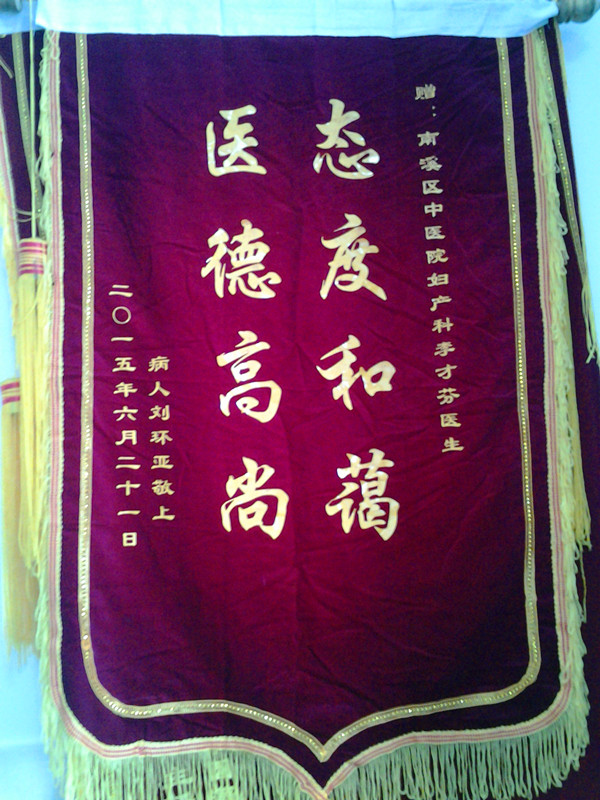 赠：南溪区中医院妇产科李才芬医生
态度和蔼
医德高尚
病人刘环亚敬上
二〇一五年六月二十一日